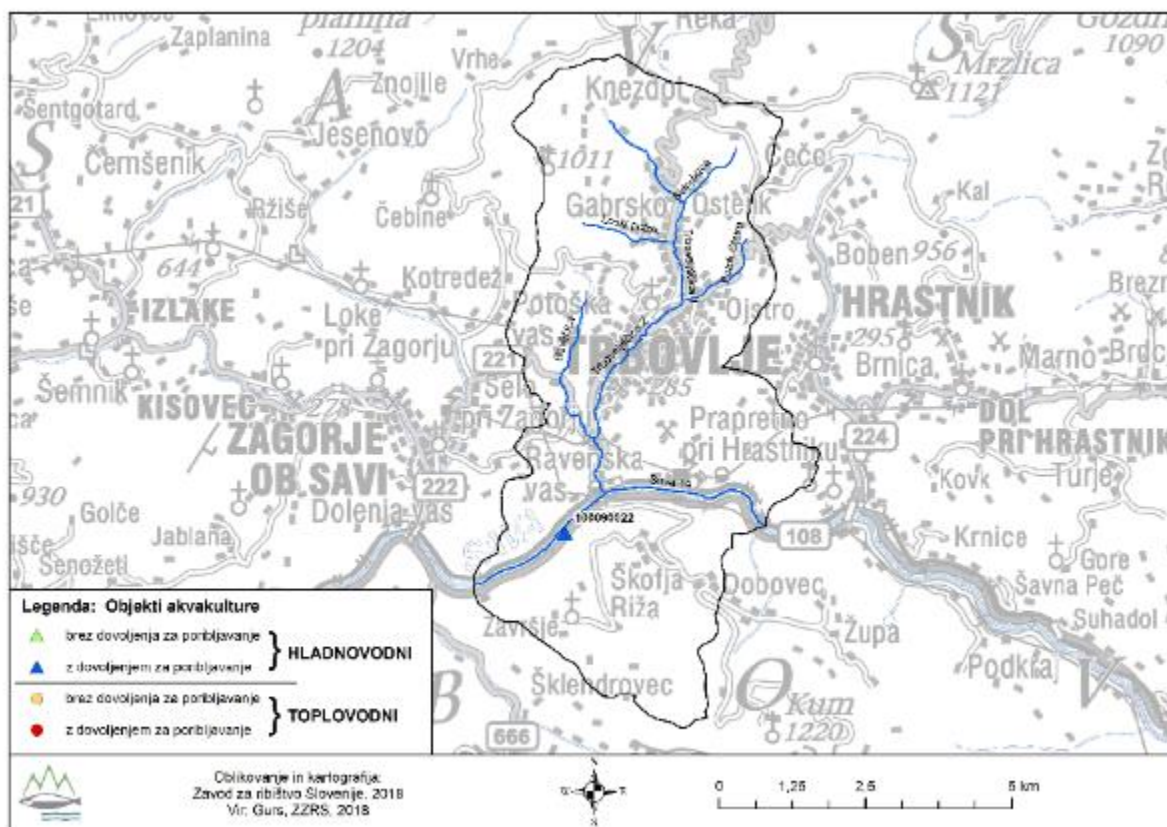 planina
Reka
Zaplanina
1204
Vrhe
V
S
Mrzlica
1090
Znojile
Knezdol
1121
Šentgotard
A
Jesenovo
S
Čemšenik
1011
Čeče
Kal
21
Ržiše
Čebine
Gabrsko
Ostenk
644
Boben
956
Kotredež
IZLAKE
Loke
pri Zagorju
vas
Ojstro
HRASTNIK
221
TRBOVLJE
295
Brnica
Marno
Brdce
Šemnik
Selo
285
KISOVEC
278
pri Zagorju
Prapretno
pri Hrastniku
DOL
PRI HRASTNIK
ZAGORJE
OB SAVI
Ravenska
vas
224
Turje
Kovk
930
222
Golče
Dolenja vas
100090022
108
Jablana
Krnice
Senožeti
Gore
Škofja
Riža
Dobovec
Šavna Peč
Suhadol
Završje
Župa
Podkraj
V
B
Šklendrovec
O
Kum
1220
666
Legenda: Objekti akvakulture
brez dovoljenja za poribljavanje
z dovoljenjem za poribljavanje
HLADNOVODNI
brez dovoljenja za poribljavanje
z dovoljenjem za poribljavanje
TOPLOVODNI
Oblikovanje in kartografija:
Zavod za ribištvo Slovenije, 2018
Vir: Gurs, ZZRS, 2018
N
W
E
S
0 1,25 2,5 5 km